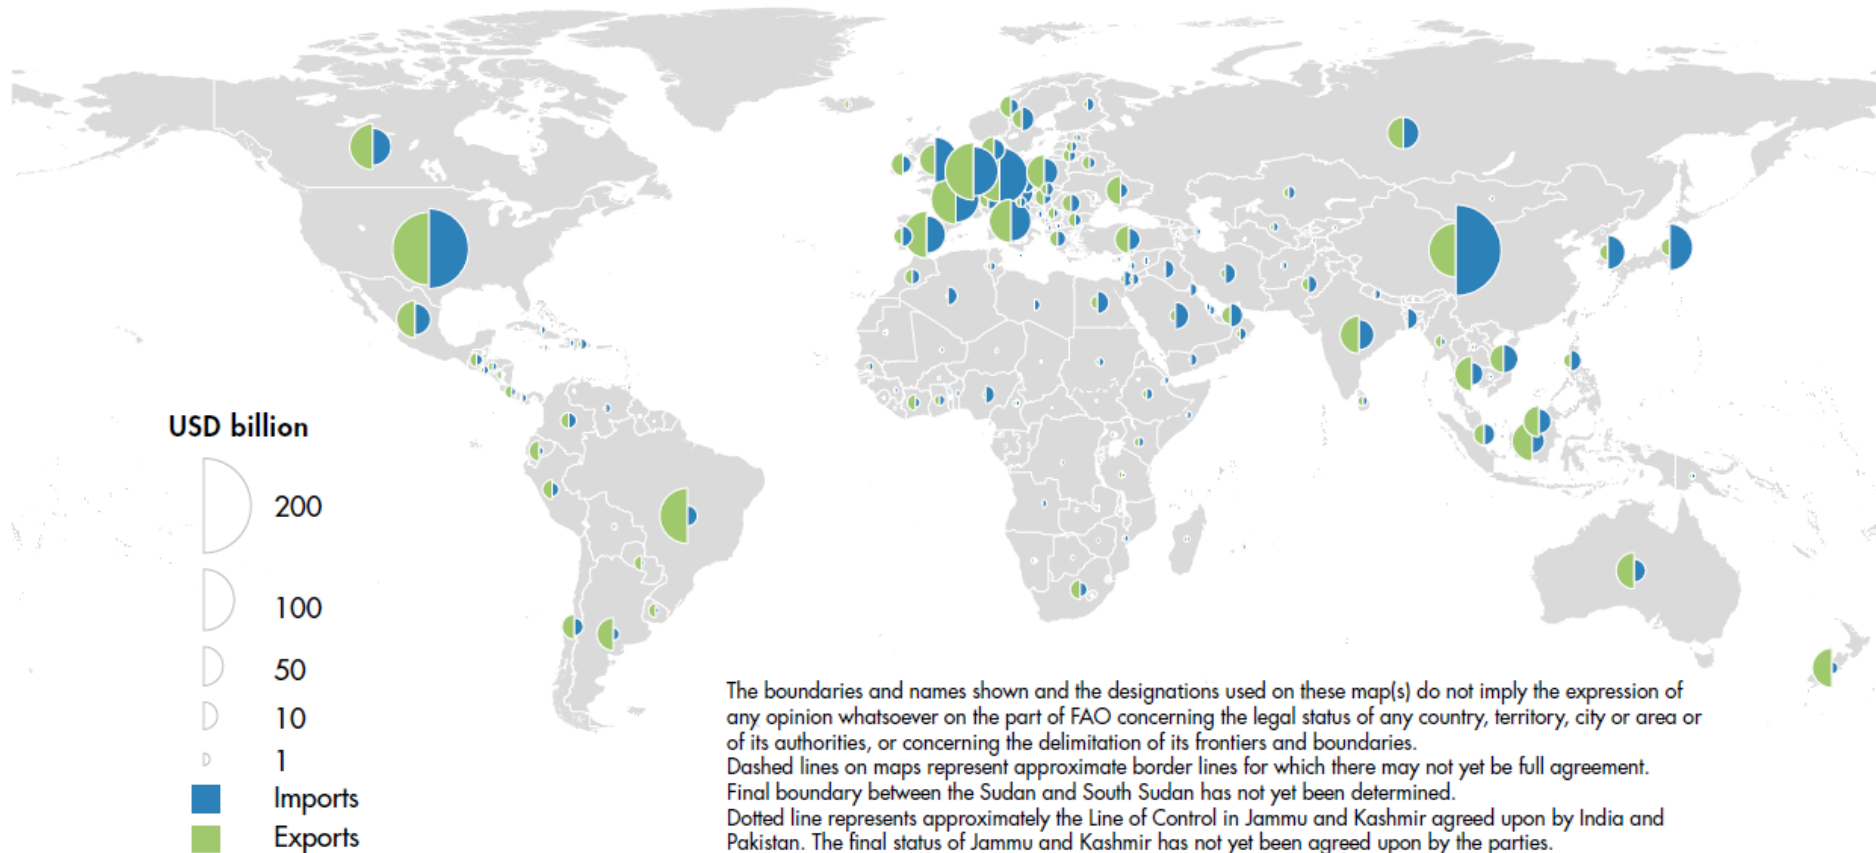 USD billion
200
100
50
10
1
Imports
Exports
The boundaries and names shown and the designations used on these map(s) do not imply the expression of
any opinion whatsoever on the part of FAO concerning the legal status of any country, territory, city or area or
of its authorities, or concerning the delimitation of its frontiers and boundaries.
Dashed lines on maps represent approximate border lines for which there may not yet be full agreement.
Final boundary between the Sudan and South Sudan has not yet been determined.
Dotted line represents approximately the Line of Control in Jammu and Kashmir agreed upon by India and
Pakistan. The final status of Jammu and Kashmir has not yet been agreed upon by the parties.